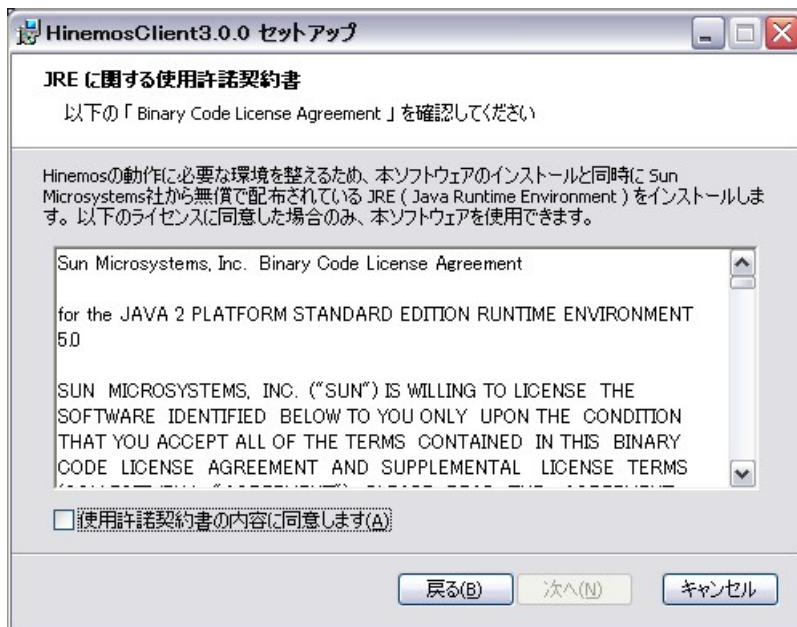 HinemosClient3.0.0 セットアップ
JRE に関する使用許諾契約書
以下の「 Binary Code License Agreement 」を確認してください
Hinemosの動作に必要な環境を整えるため、本ソフトウェアのインストールと同時に Sun
Microsystems社から無償で配布されている JRE ( Java Runtime Environment ) をインストールしま
す。以下のライセンスに同意した場合のみ、本ソフトウェアを使用できます。
Sun Microsystems, Inc. Binary Code License Agreement
for the JAVA 2 PLATFORM STANDARD EDITION RUNTIME ENVIRONMENT
5.0
SUN MICROSYSTEMS, INC. ("SUN") IS WILLING TO LICENSE THE
SOFTWARE IDENTIFIED BELOW TO YOU ONLY UPON THE CONDITION
THAT YOU ACCEPT ALL OF THE TERMS CONTAINED IN THIS BINARY
CODE LICENSE AGREEMENT AND SUPPLEMENTAL LICENSE TERMS
使用許諾契約書の内容に同意します(A)
戻る(B) 次へ(N) キャンセル